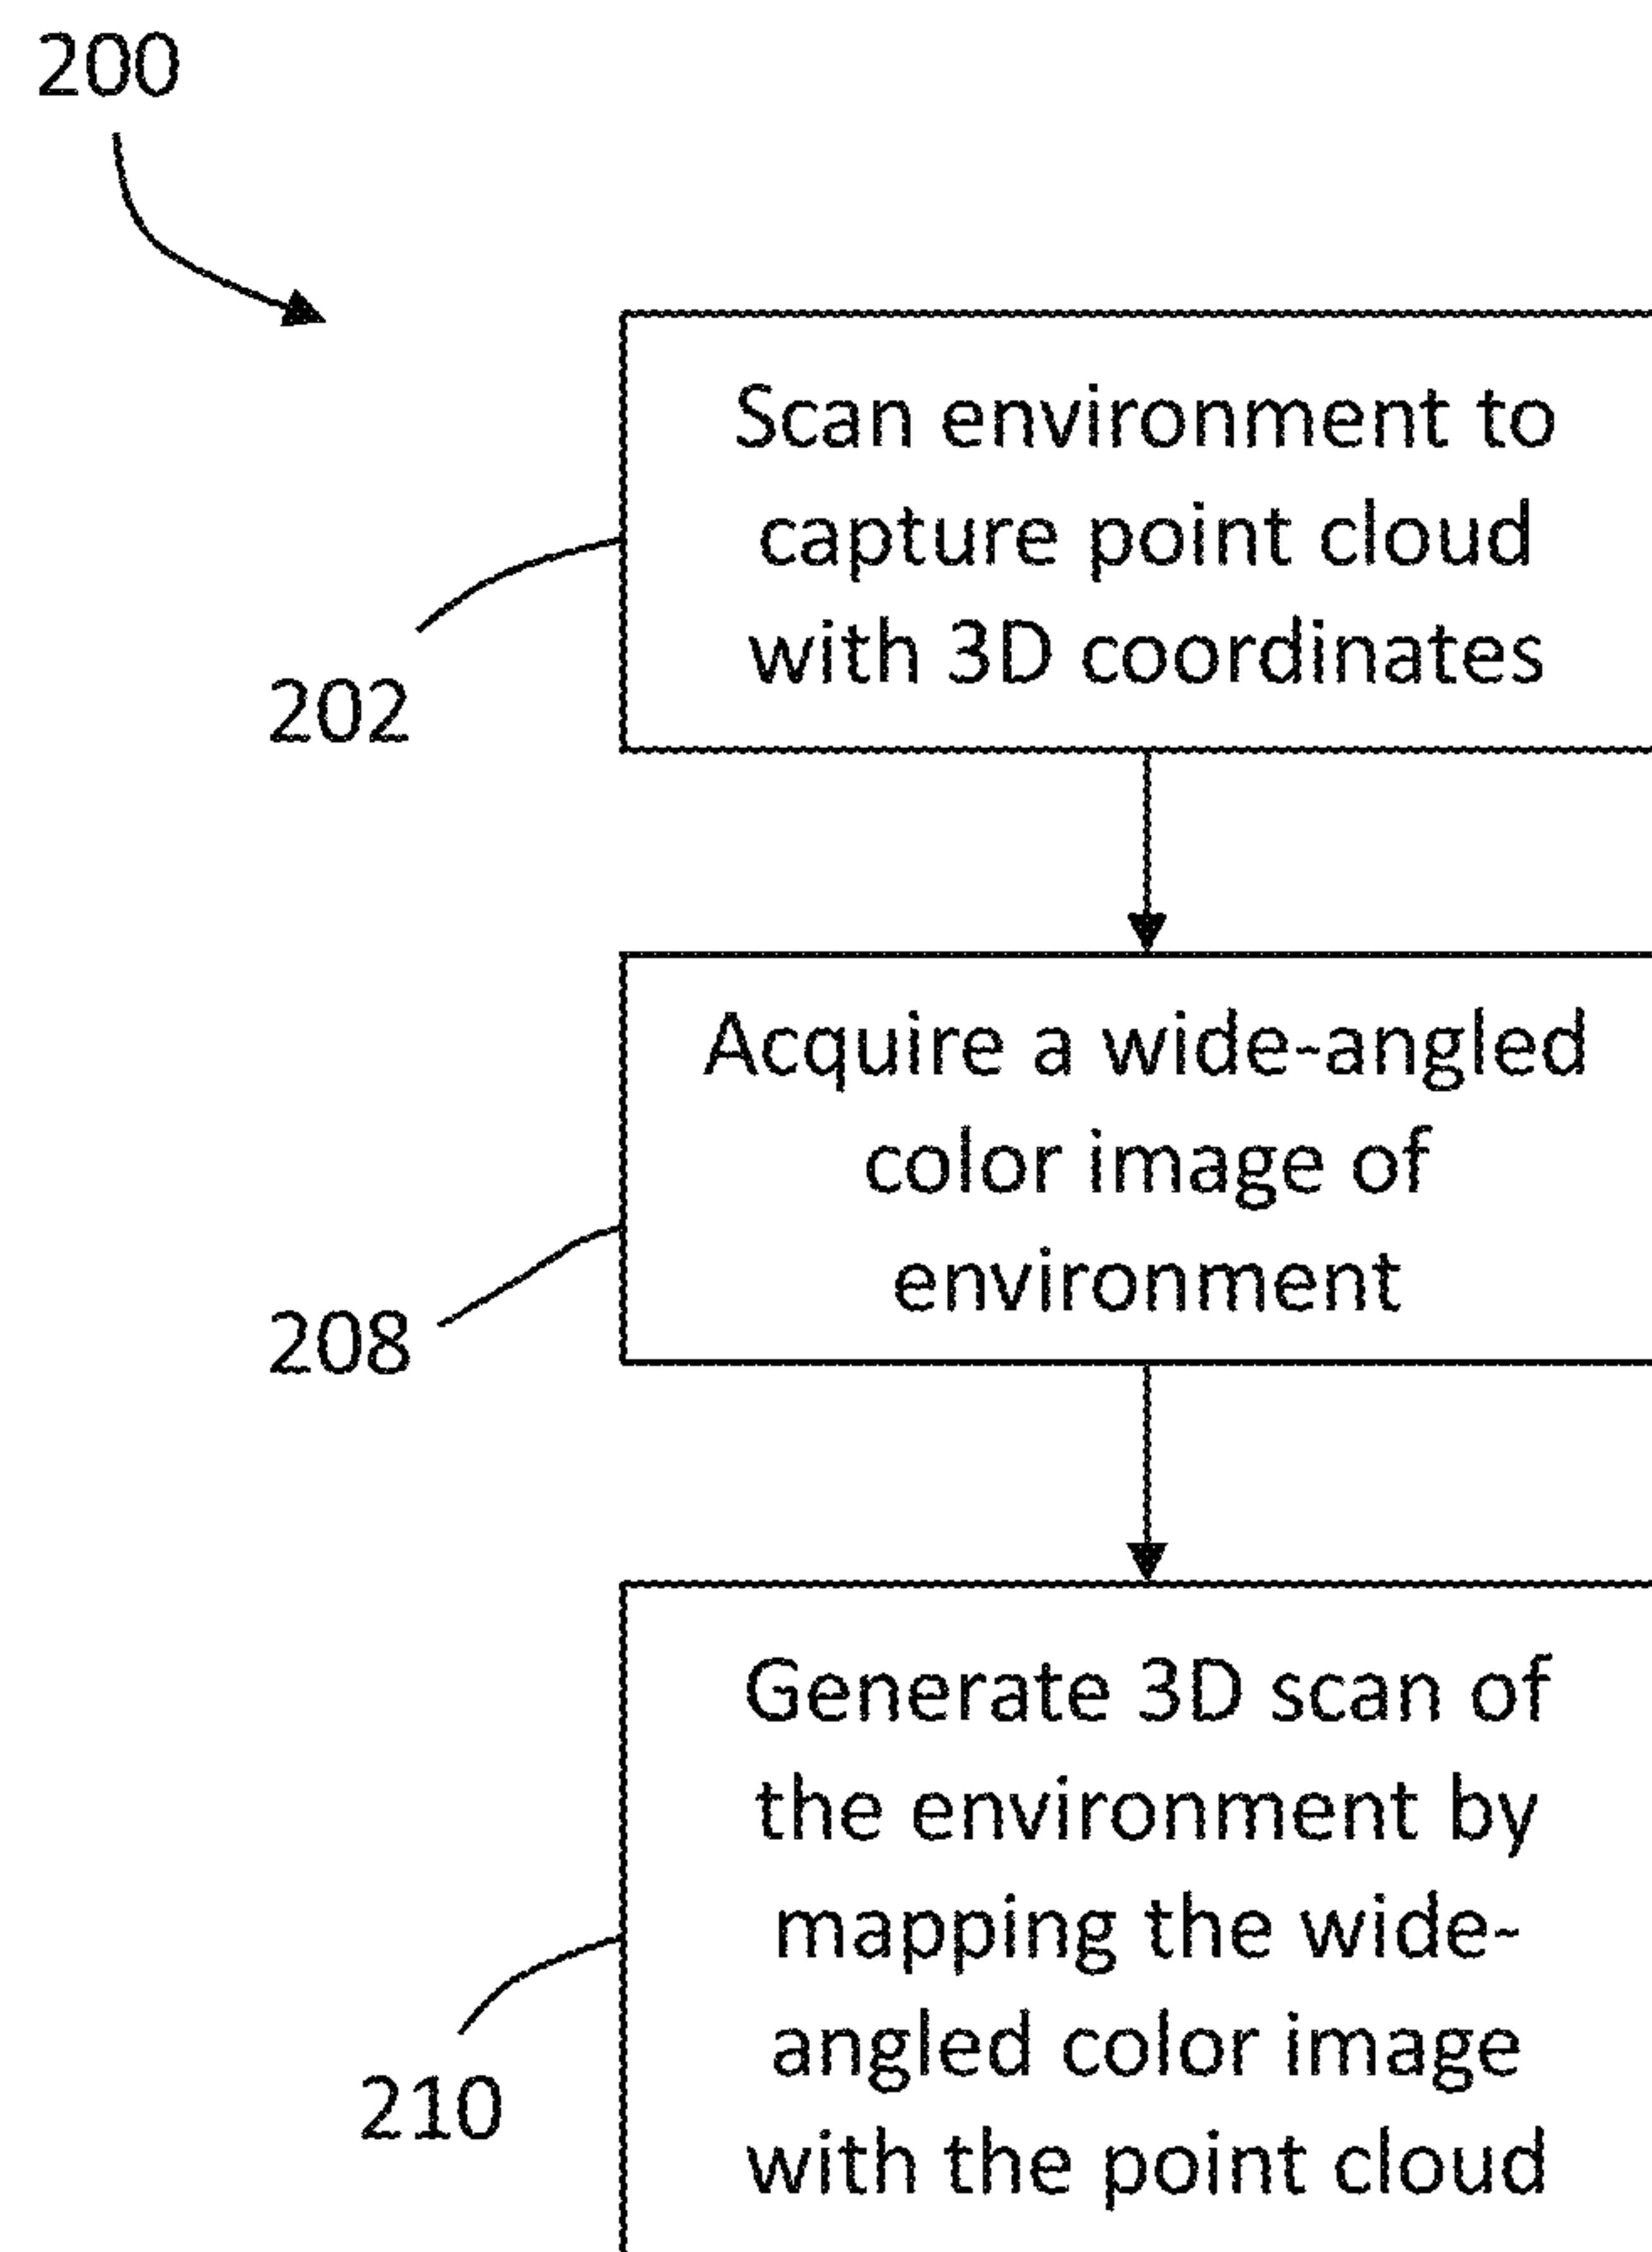 200
Scan environment to
capture point cloud
with 3D coordinates
202
Acquire a wide-angled
color image of
environment
208
Generate 3D scan of
the environment by
mapping the wide-
angled color image
with the point cloud
210